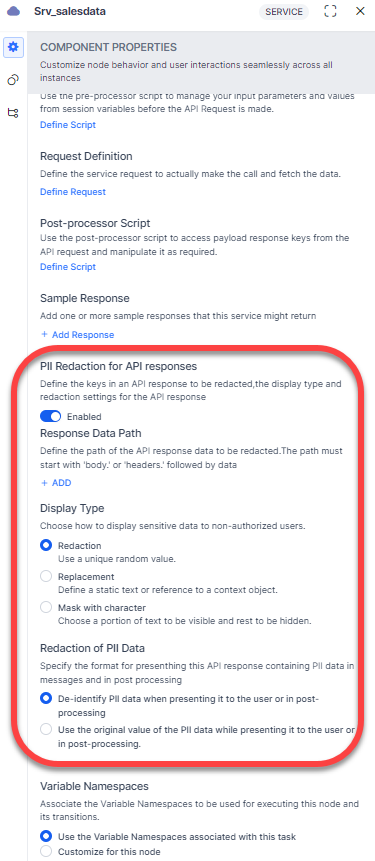 Srv_salesdata
SERVICE
COMPONENT PROPERTIES
Customize node behavior and user interactions seamlessly across all
instances
Use the pre-processor script to manage your input parameters and values
from session variables before the API Request is made.
Define Script
Request Definition
Define the service request to actually make the call and fetch the data.
Define Request
Post-processor Script
Use the post-processor script to access payload response keys from the
API request and manipulate it as required.
Define Script
Sample Response
Add one or more sample responses that this service might return
+ Add Response
PII Redaction for API responses
Define the keys in an API response to be redacted,the display type and
redaction settings for the API response
Enabled
Response Data Path
Define the path of the API response data to be redacted.The path must
start with 'body.' or 'headers.' followed by data
+ ADD
Display Type
Choose how to display sensitive data to non-authorized users.
Redaction
Use a unique random value.
Replacement
Define a static text or reference to a context object.
Mask with character
Choose a portion of text to be visible and rest to be hidden.
Redaction of PII Data
Specify the format for presenthing this API response containing PII data in
messages and in post processing
De-identify PII data when presenting it to the user or in post-
processing
Use the original value of the PII data while presenting it to the user or
in post-processing.
Variable Namespaces
Associate the Variable Namespaces to be used for executing this node and
its transitions.
Use the Variable Namespaces associated with this task
Customize for this node